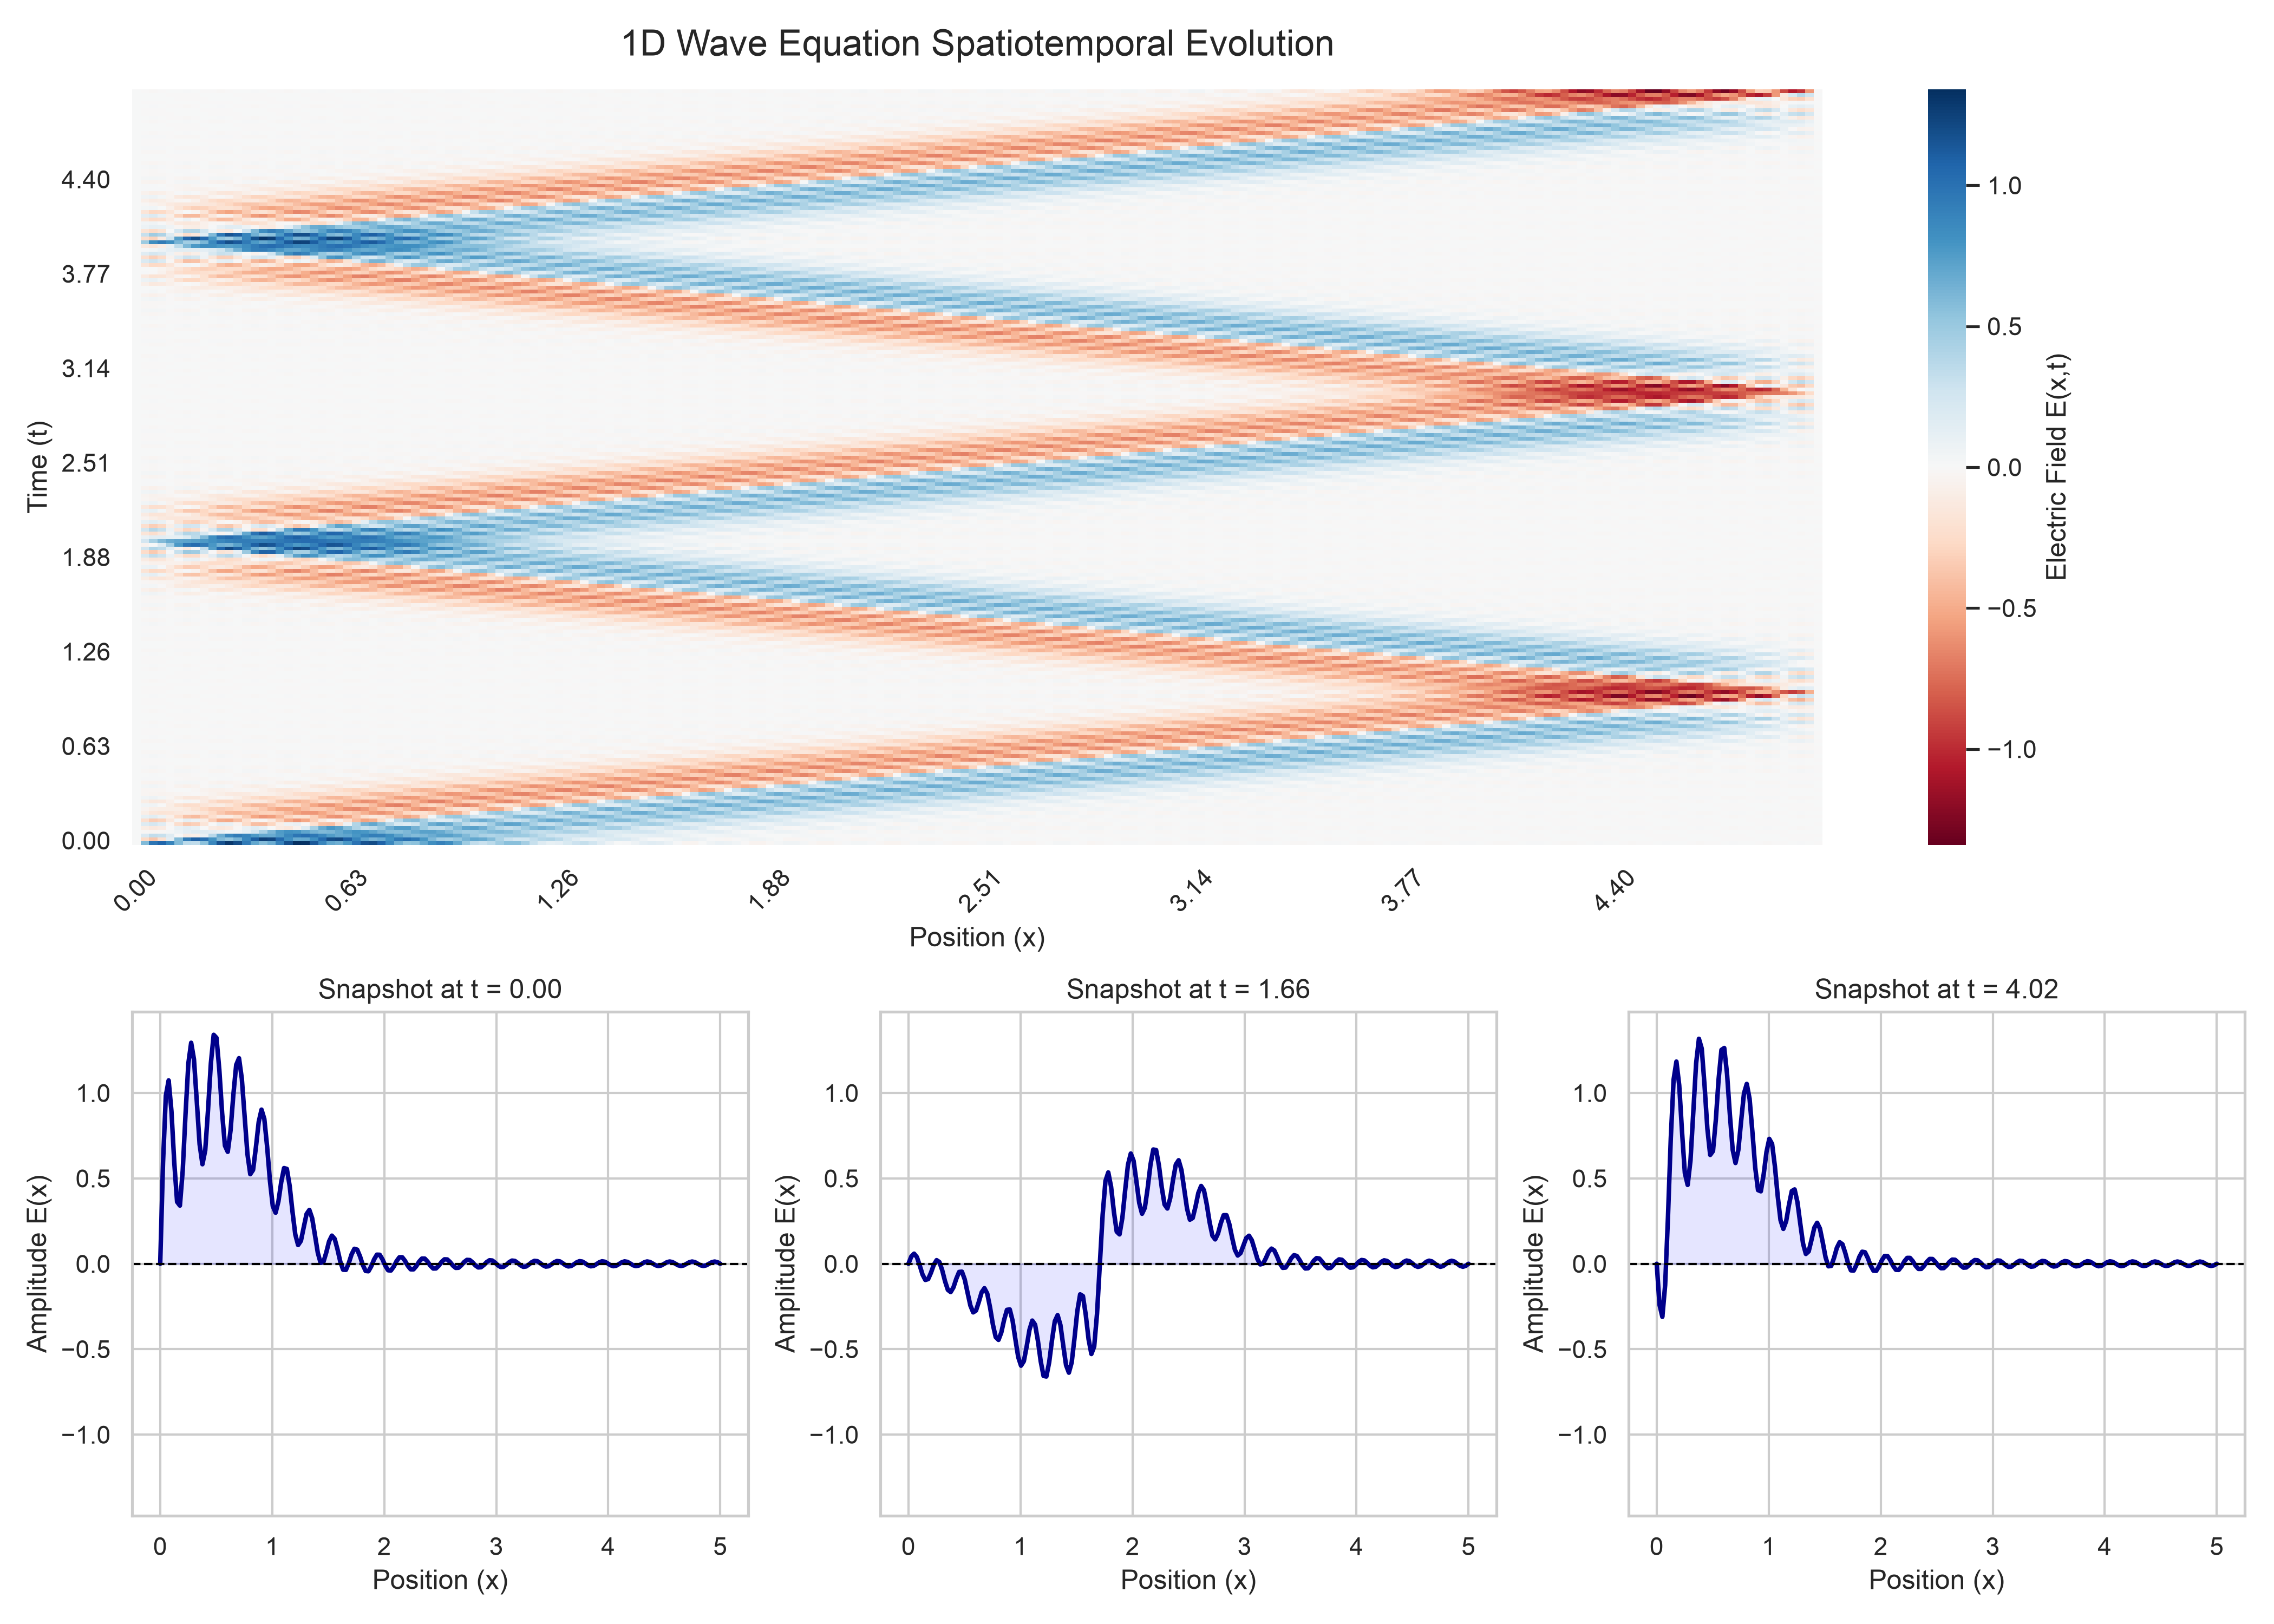 1D Wave Equation Spatiotemporal Evolution
Time (t)
4.40
3.77
3.14
2.51
1.88
1.26
0.63
0.00
0.00
0.63
1.26
1.88
2.51
3.14
3.77
4.40
Position (x)
1.0
0.5
0.0
−0.5
−1.0
Electric Field E(x,t)
Snapshot at t = 0.00
Amplitude E(x)
1.0
0.5
0.0
−0.5
−1.0
0 1 2 3 4 5
Position (x)
Snapshot at t = 1.66
Amplitude E(x)
1.0
0.5
0.0
−0.5
−1.0
0 1 2 3 4 5
Position (x)
Snapshot at t = 4.02
Amplitude E(x)
1.0
0.5
0.0
−0.5
−1.0
0 1 2 3 4 5
Position (x)